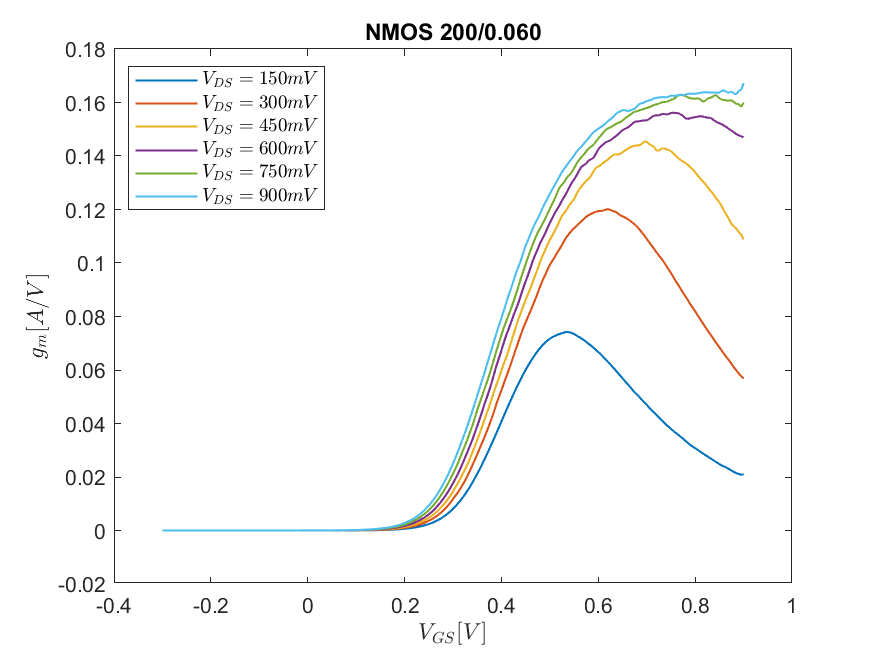 NMOS 200/0.060
0.18
0.16
0.14
0.12
0.1
0.08
0.06
0.04
0.02
0
-0.02
g_m[A/V]
V_DS = 150mV
V_DS = 300mV
V_DS = 450mV
V_DS = 600mV
V_DS = 750mV
V_DS = 900mV
-0.4 -0.2 0 0.2 0.4 0.6 0.8 1
V_GS[V]